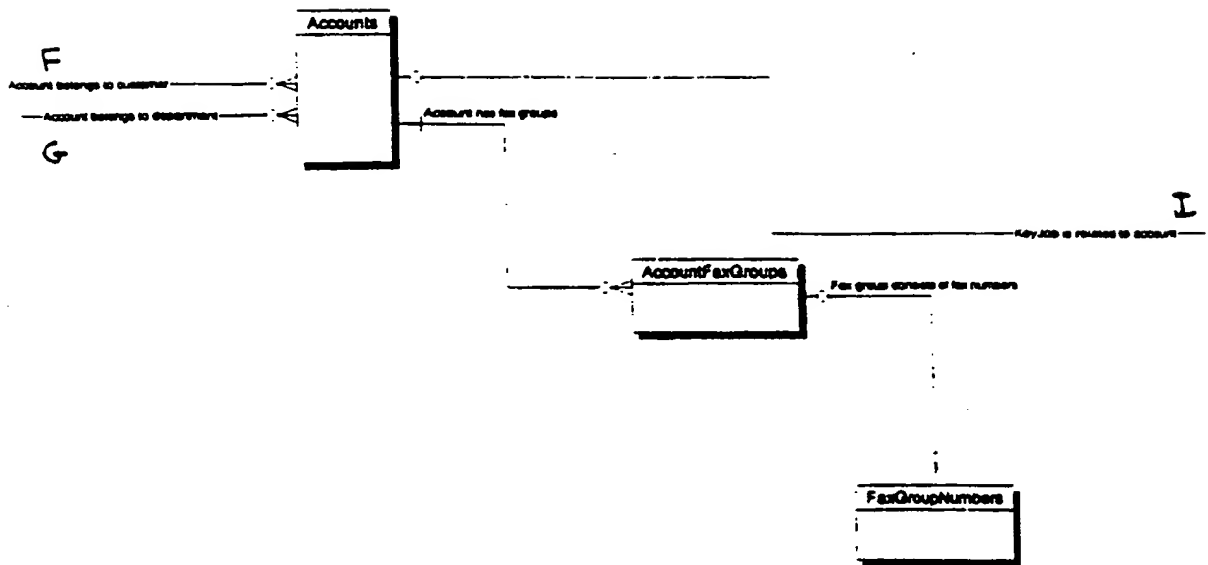 Accounts
F
Account belongs to customer
Account belongs to department
G
Account has fax groups
I
KeyJob is related to account
AccountFaxGroups
Fax group consists of fax numbers
FaxGroupNumbers